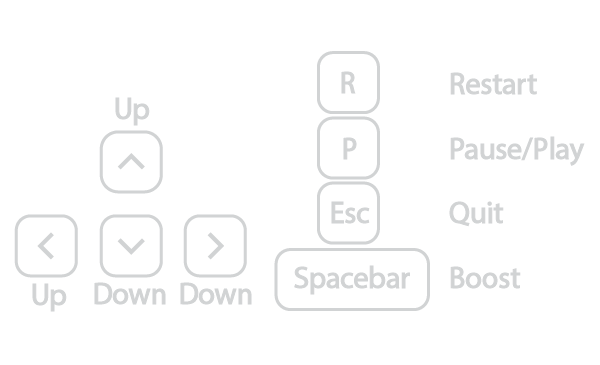 Up
Up
Down
Down
R
Restart
P
Pause/Play
Esc
Quit
Spacebar
Boost